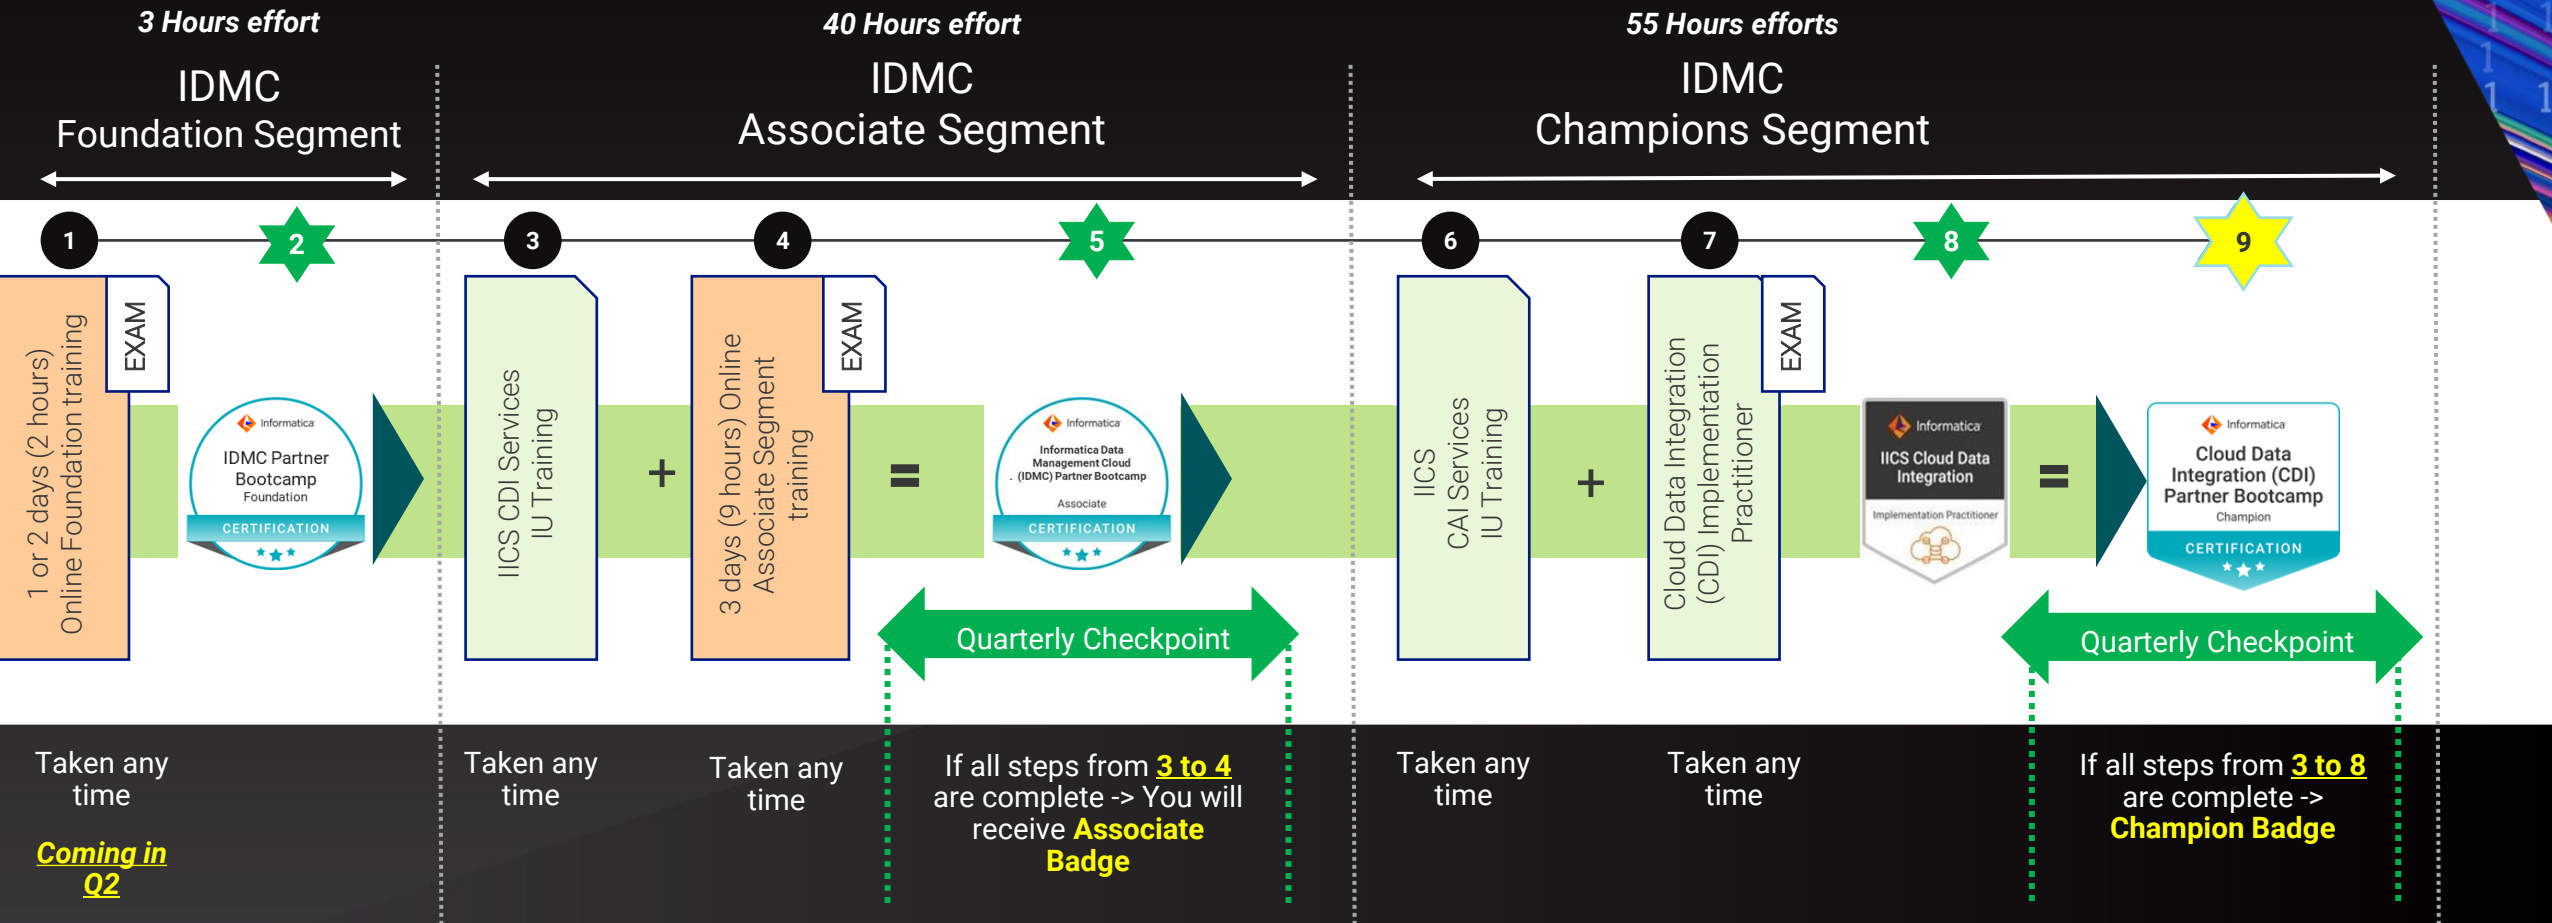 3 Hours effort
IDMC
Foundation Segment
40 Hours effort
IDMC
Associate Segment
55 Hours efforts
IDMC
Champions Segment
1
2
3
4
5
6
7
8
9
1 or 2 days (2 hours)
Online Foundation training
EXAM
Informatica
IDMC Partner
Bootcamp
Foundation
CERTIFICATION
IICS CDI Services
IU Training
+
3 days (9 hours) Online
Associate Segment
training
EXAM
=
Informatica
Informatica Data
Management Cloud
. (IDMC) Partner Bootcamp
Associate
CERTIFICATION
IICS
CAI Services
IU Training
+
Cloud Data Integration
(CDI) Implementation
Practitioner
EXAM
Informatica
IICS Cloud Data
Integration
Implementation Practitioner
=
Informatica
Cloud Data
Integration (CDI)
Partner Bootcamp
Champion
CERTIFICATION
Quarterly Checkpoint
Quarterly Checkpoint
Taken any
time
Coming in
Q2
Taken any
time
Taken any
time
If all steps from 3 to 4
are complete -> You will
receive Associate
Badge
Taken any
time
Taken any
time
If all steps from 3 to 8
are complete ->
Champion Badge